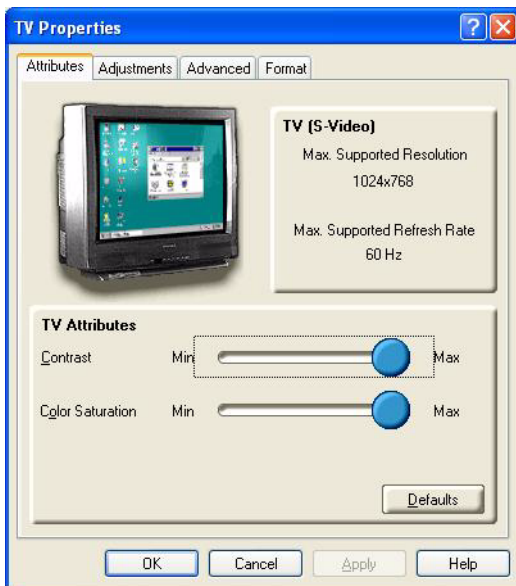 TV Properties
Attributes Adjustments Advanced Format
TV (S-Video)
Max. Supported Resolution
1024x768
Max. Supported Refresh Rate
60 Hz
TV Attributes
Contrast Min Max
Color Saturation Min Max
Defaults
OK Cancel Apply Help